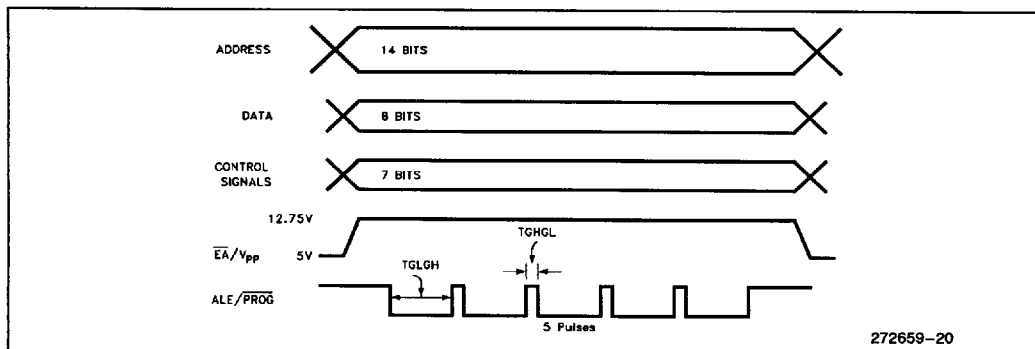 ADDRESS
14 BITS
DATA
8 BITS
CONTROL
SIGNALS
7 BITS
12.75V
EA/Vpp
5V
TGHGL
TGLGH
ALE/PROG
5 Pulses
272659-20